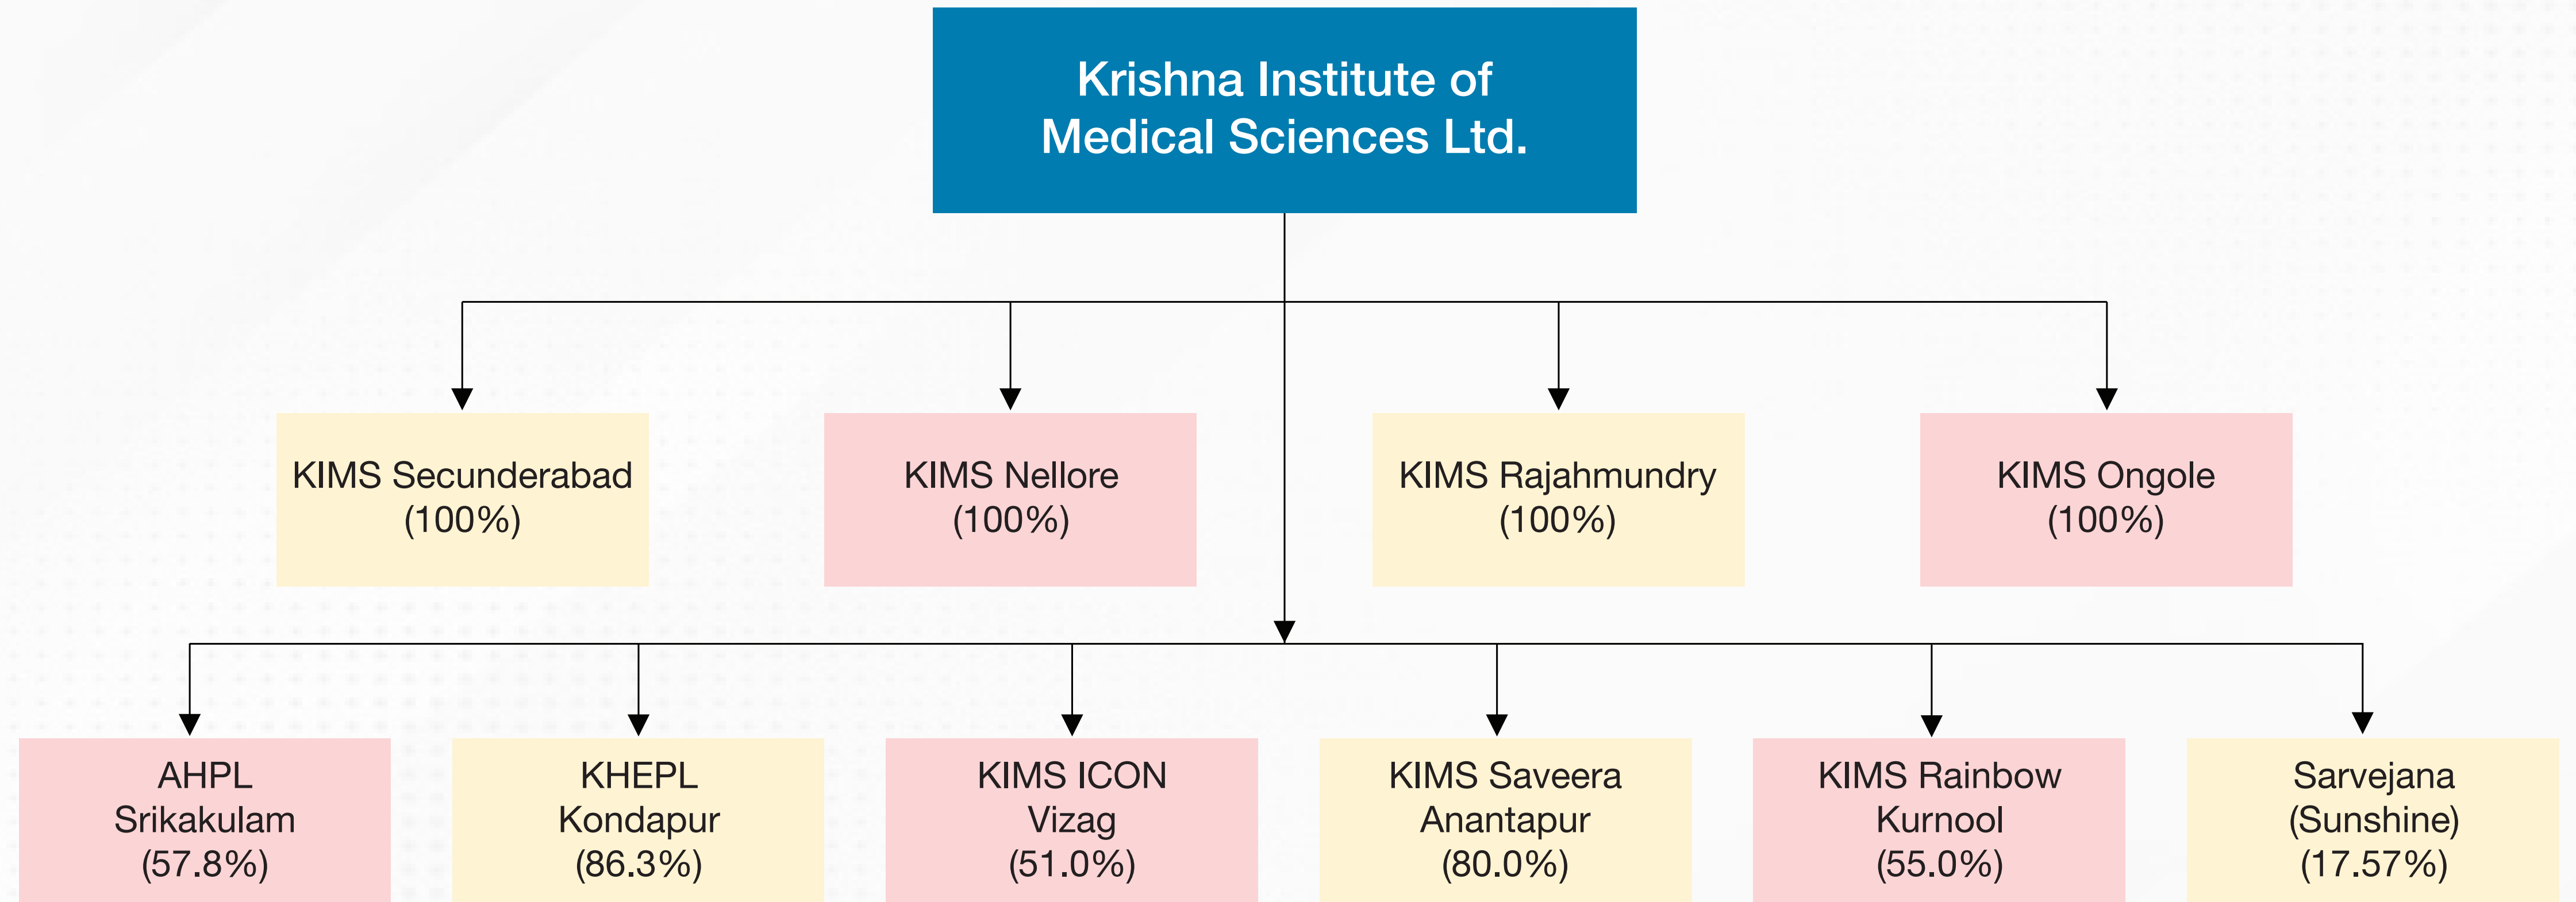 Krishna Institute of
Medical Sciences Ltd.
KIMS Secunderabad
(100%)
KIMS Nellore
(100%)
KIMS Rajahmundry
(100%)
KIMS Ongole
(100%)
AHPL
Srikakulam
(57.8%)
KHEPL
Kondapur
(86.3%)
KIMS ICON
Vizag
(51.0%)
KIMS Saveera
Anantapur
(80.0%)
KIMS Rainbow
Kurnool
(55.0%)
Sarvejana
(Sunshine)
(17.57%)